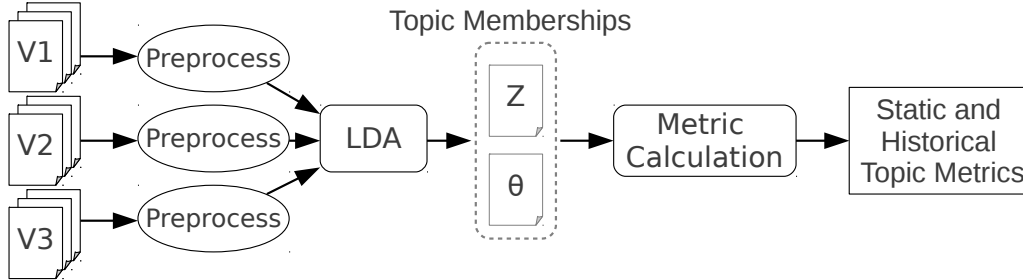 Topic Memberships
V1
Preprocess
V2
Preprocess
V3
Preprocess
LDA
Z
θ
Metric
Calculation
Static and
Historical
Topic Metrics